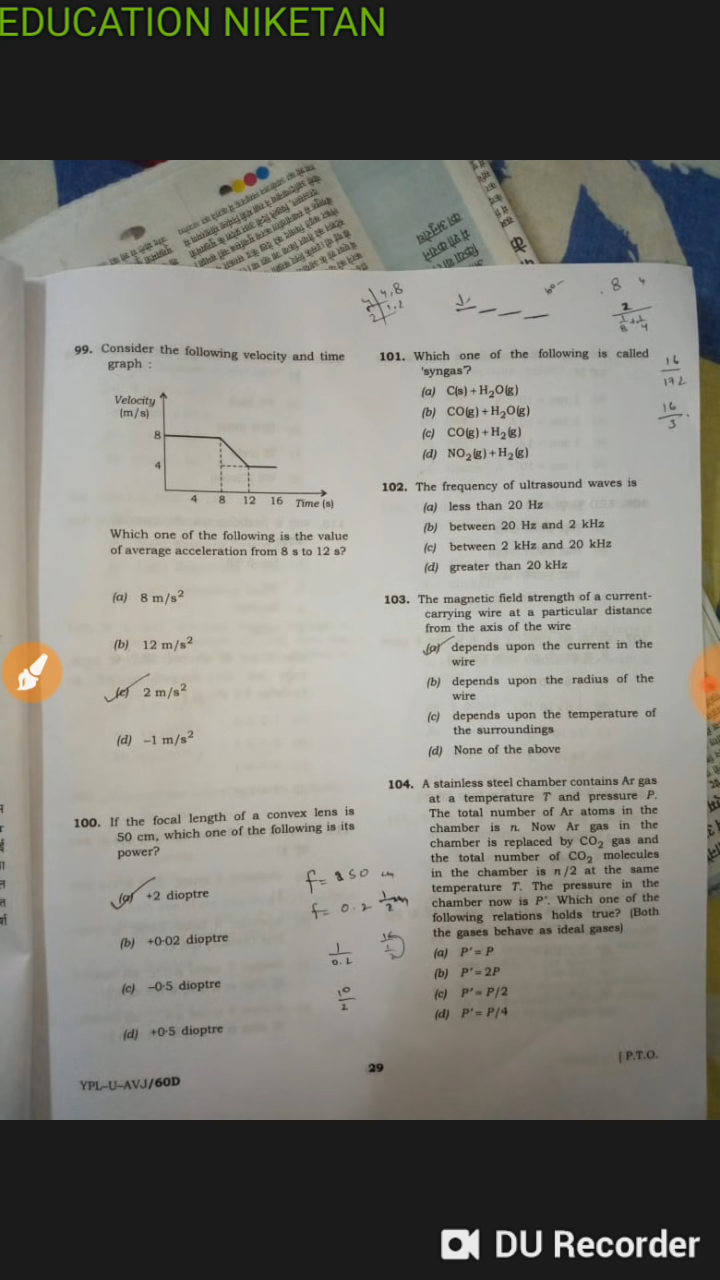 EDUCATION NIKETAN
99. Consider the following velocity and time
graph :
Velocity
(m/s)
8
4
4 8 12 16 Time (s)
Which one of the following is the value
of average acceleration from 8 s to 12 s?
(a) 8 m/s²
(b) 12 m/s²
(c) 2 m/s²
(d) –1 m/s²
100. If the focal length of a convex lens is
50 cm, which one of the following is its
power?
(a) +2 dioptre
(b) +0·02 dioptre
(c) –0·5 dioptre
(d) +0·5 dioptre
f= 0.2
1
0.2
10
2
YPL-U-AVJ/60D
29
8 4
16
16
3
101. Which one of the following is called
'syngas'?
(a) C(s) + H₂O(g)
(b) CO(g) + H₂O(g)
(c) CO(g) + H₂(g)
(d) NO₂(g) + H₂(g)
102. The frequency of ultrasound waves is
(a) less than 20 Hz
(b) between 20 Hz and 2 kHz
(c) between 2 kHz and 20 kHz
(d) greater than 20 kHz
103. The magnetic field strength of a current-
carrying wire at a particular distance
from the axis of the wire
(a) depends upon the current in the
wire
(b) depends upon the radius of the
wire
(c) depends upon the temperature of
the surroundings
(d) None of the above
104. A stainless steel chamber contains Ar gas
at a temperature T and pressure P.
The total number of Ar atoms in the
chamber is n. Now Ar gas in the
chamber is replaced by CO₂ gas and
the total number of CO₂ molecules
in the chamber is n/2 at the same
temperature T. The pressure in the
chamber now is P'. Which one of the
following relations holds true? (Both
the gases behave as ideal gases)
(a) P' = P
(b) P' = 2P
(c) P' = P/2
(d) P' = P/4
[ P.T.O.
DU Recorder